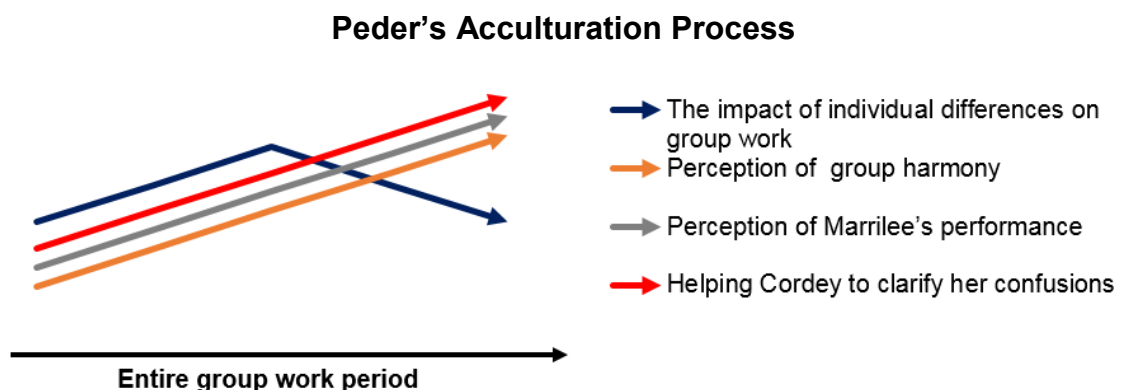 Peder’s Acculturation Process
The impact of individual differences on
group work
Perception of group harmony
Perception of Marrilee’s performance
Helping Cordey to clarify her confusions
Entire group work period